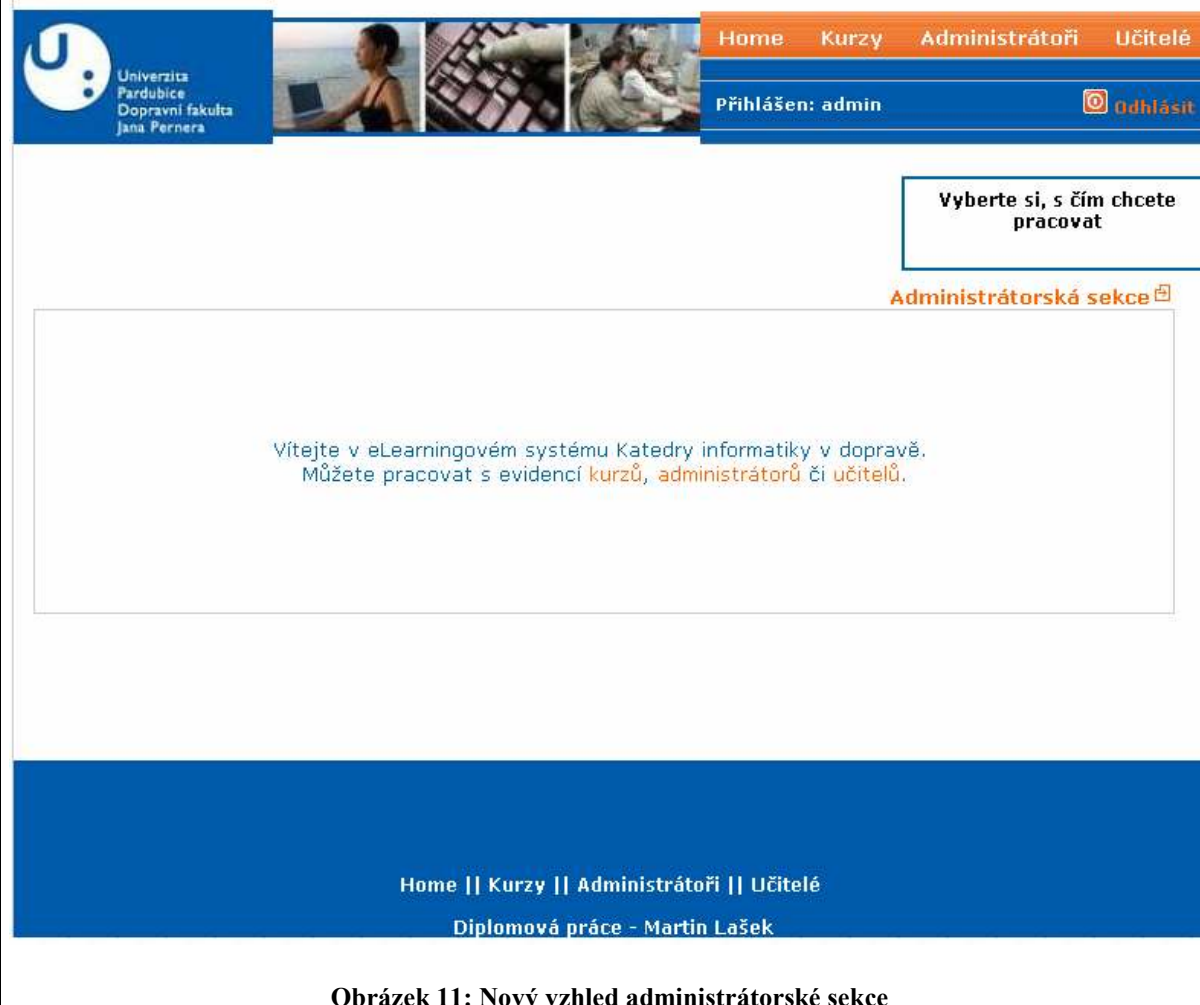 Univerzita
Pardubice
Dopravní fakulta
Jana Pernera
Home Kurzy Administrátoři Učitelé
Přihlášen: admin Odhlásit
Vyberte si, s čím chcete
pracovat
Administrátorská sekce
Vítejte v eLearningovém systému Katedry informatiky v dopravě.
Můžete pracovat s evidencí kurzů, administrátorů či učitelů.
Home || Kurzy || Administrátoři || Učitelé
Diplomová práce - Martin Lašek
Obrázek 11: Nový vzhled administrátorské sekce